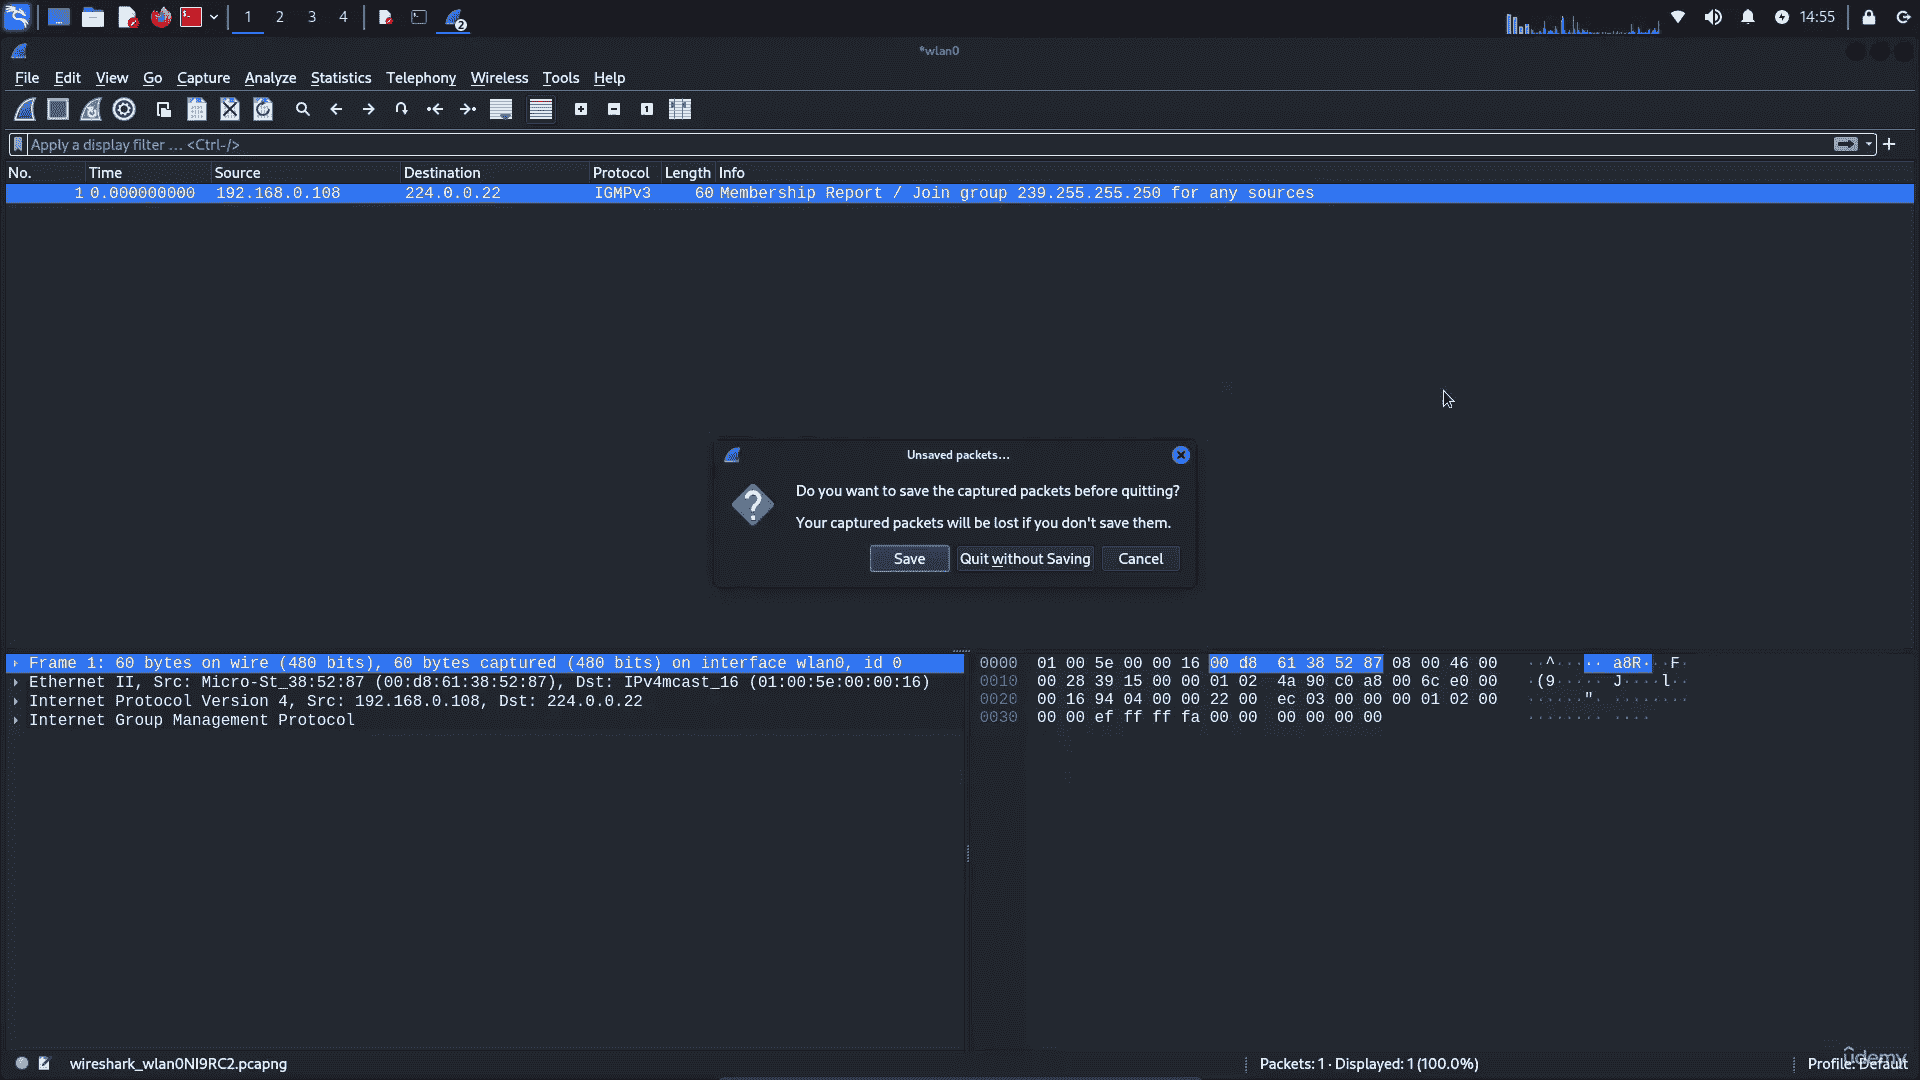 1 2 3 4 2 14:55
*wlan0
File Edit View Go Capture Analyze Statistics Telephony Wireless Tools Help
Apply a display filter ... <Ctrl-/>
No. Time Source Destination Protocol Length Info
1 0.000000000 192.168.0.108 224.0.0.22 IGMPv3 60 Membership Report / Join group 239.255.255.250 for any sources
Unsaved packets...
Do you want to save the captured packets before quitting?
Your captured packets will be lost if you don't save them.
Save Quit without Saving Cancel
Frame 1: 60 bytes on wire (480 bits), 60 bytes captured (480 bits) on interface wlan0, id 0
Ethernet II, Src: Micro-St_38:52:87 (00:d8:61:38:52:87), Dst: IPv4mcast_16 (01:00:5e:00:00:16)
Internet Protocol Version 4, Src: 192.168.0.108, Dst: 224.0.0.22
Internet Group Management Protocol
0000 01 00 5e 00 00 16 00 d8 61 38 52 87 08 00 46 00 ··^····· a8R···F·
0010 00 28 39 15 00 00 01 02 4a 90 c0 a8 00 6c e0 00 ·(9····· J····l··
0020 00 16 94 04 00 00 22 00 ec 03 00 00 00 01 02 00 ······"· ········
0030 00 00 ef ff ff fa 00 00 00 00 00 00 ········ ····
wireshark_wlan0NI9RC2.pcapng Packets: 1 · Displayed: 1 (100.0%) Profile: Default
udemy